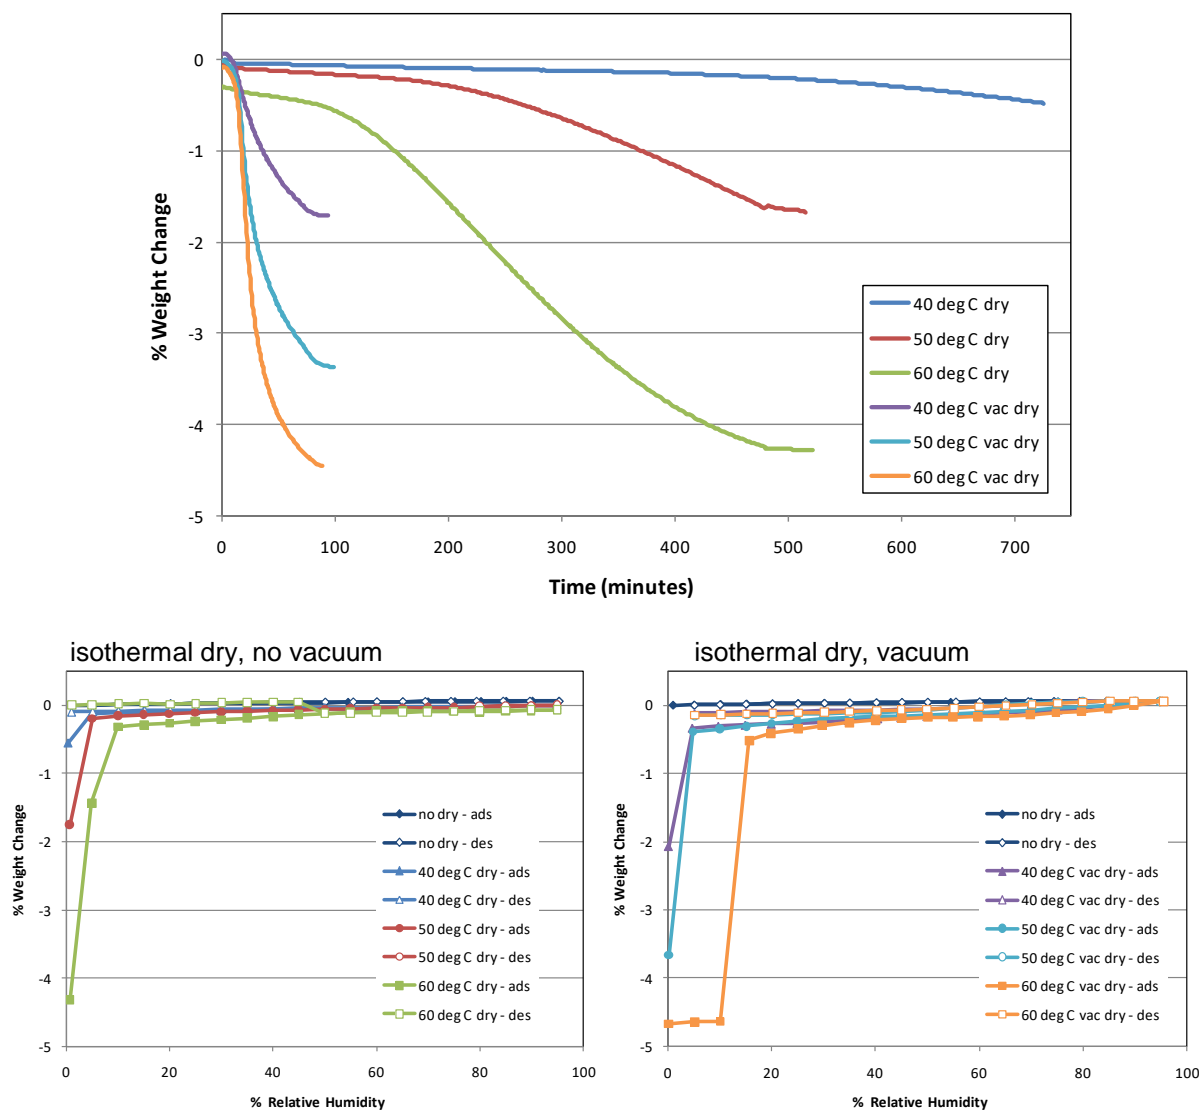 0
-1
-2
-3
-4
-5
% Weight Change
0 100 200 300 400 500 600 700
Time (minutes)
40 deg C dry
50 deg C dry
60 deg C dry
40 deg C vac dry
50 deg C vac dry
60 deg C vac dry
isothermal dry, no vacuum
0
-1
-2
-3
-4
-5
% Weight Change
no dry - ads
no dry - des
40 deg C dry - ads
40 deg C dry - des
50 deg C dry - ads
50 deg C dry - des
60 deg C dry - ads
60 deg C dry - des
0 20 40 60 80 100
% Relative Humidity
isothermal dry, vacuum
0
-1
-2
-3
-4
-5
% Weight Change
no dry - ads
no dry - des
40 deg C vac dry - ads
40 deg C vac dry - des
50 deg C vac dry - ads
50 deg C vac dry - des
60 deg C vac dry - ads
60 deg C vac dry - des
0 20 40 60 80 100
% Relative Humidity